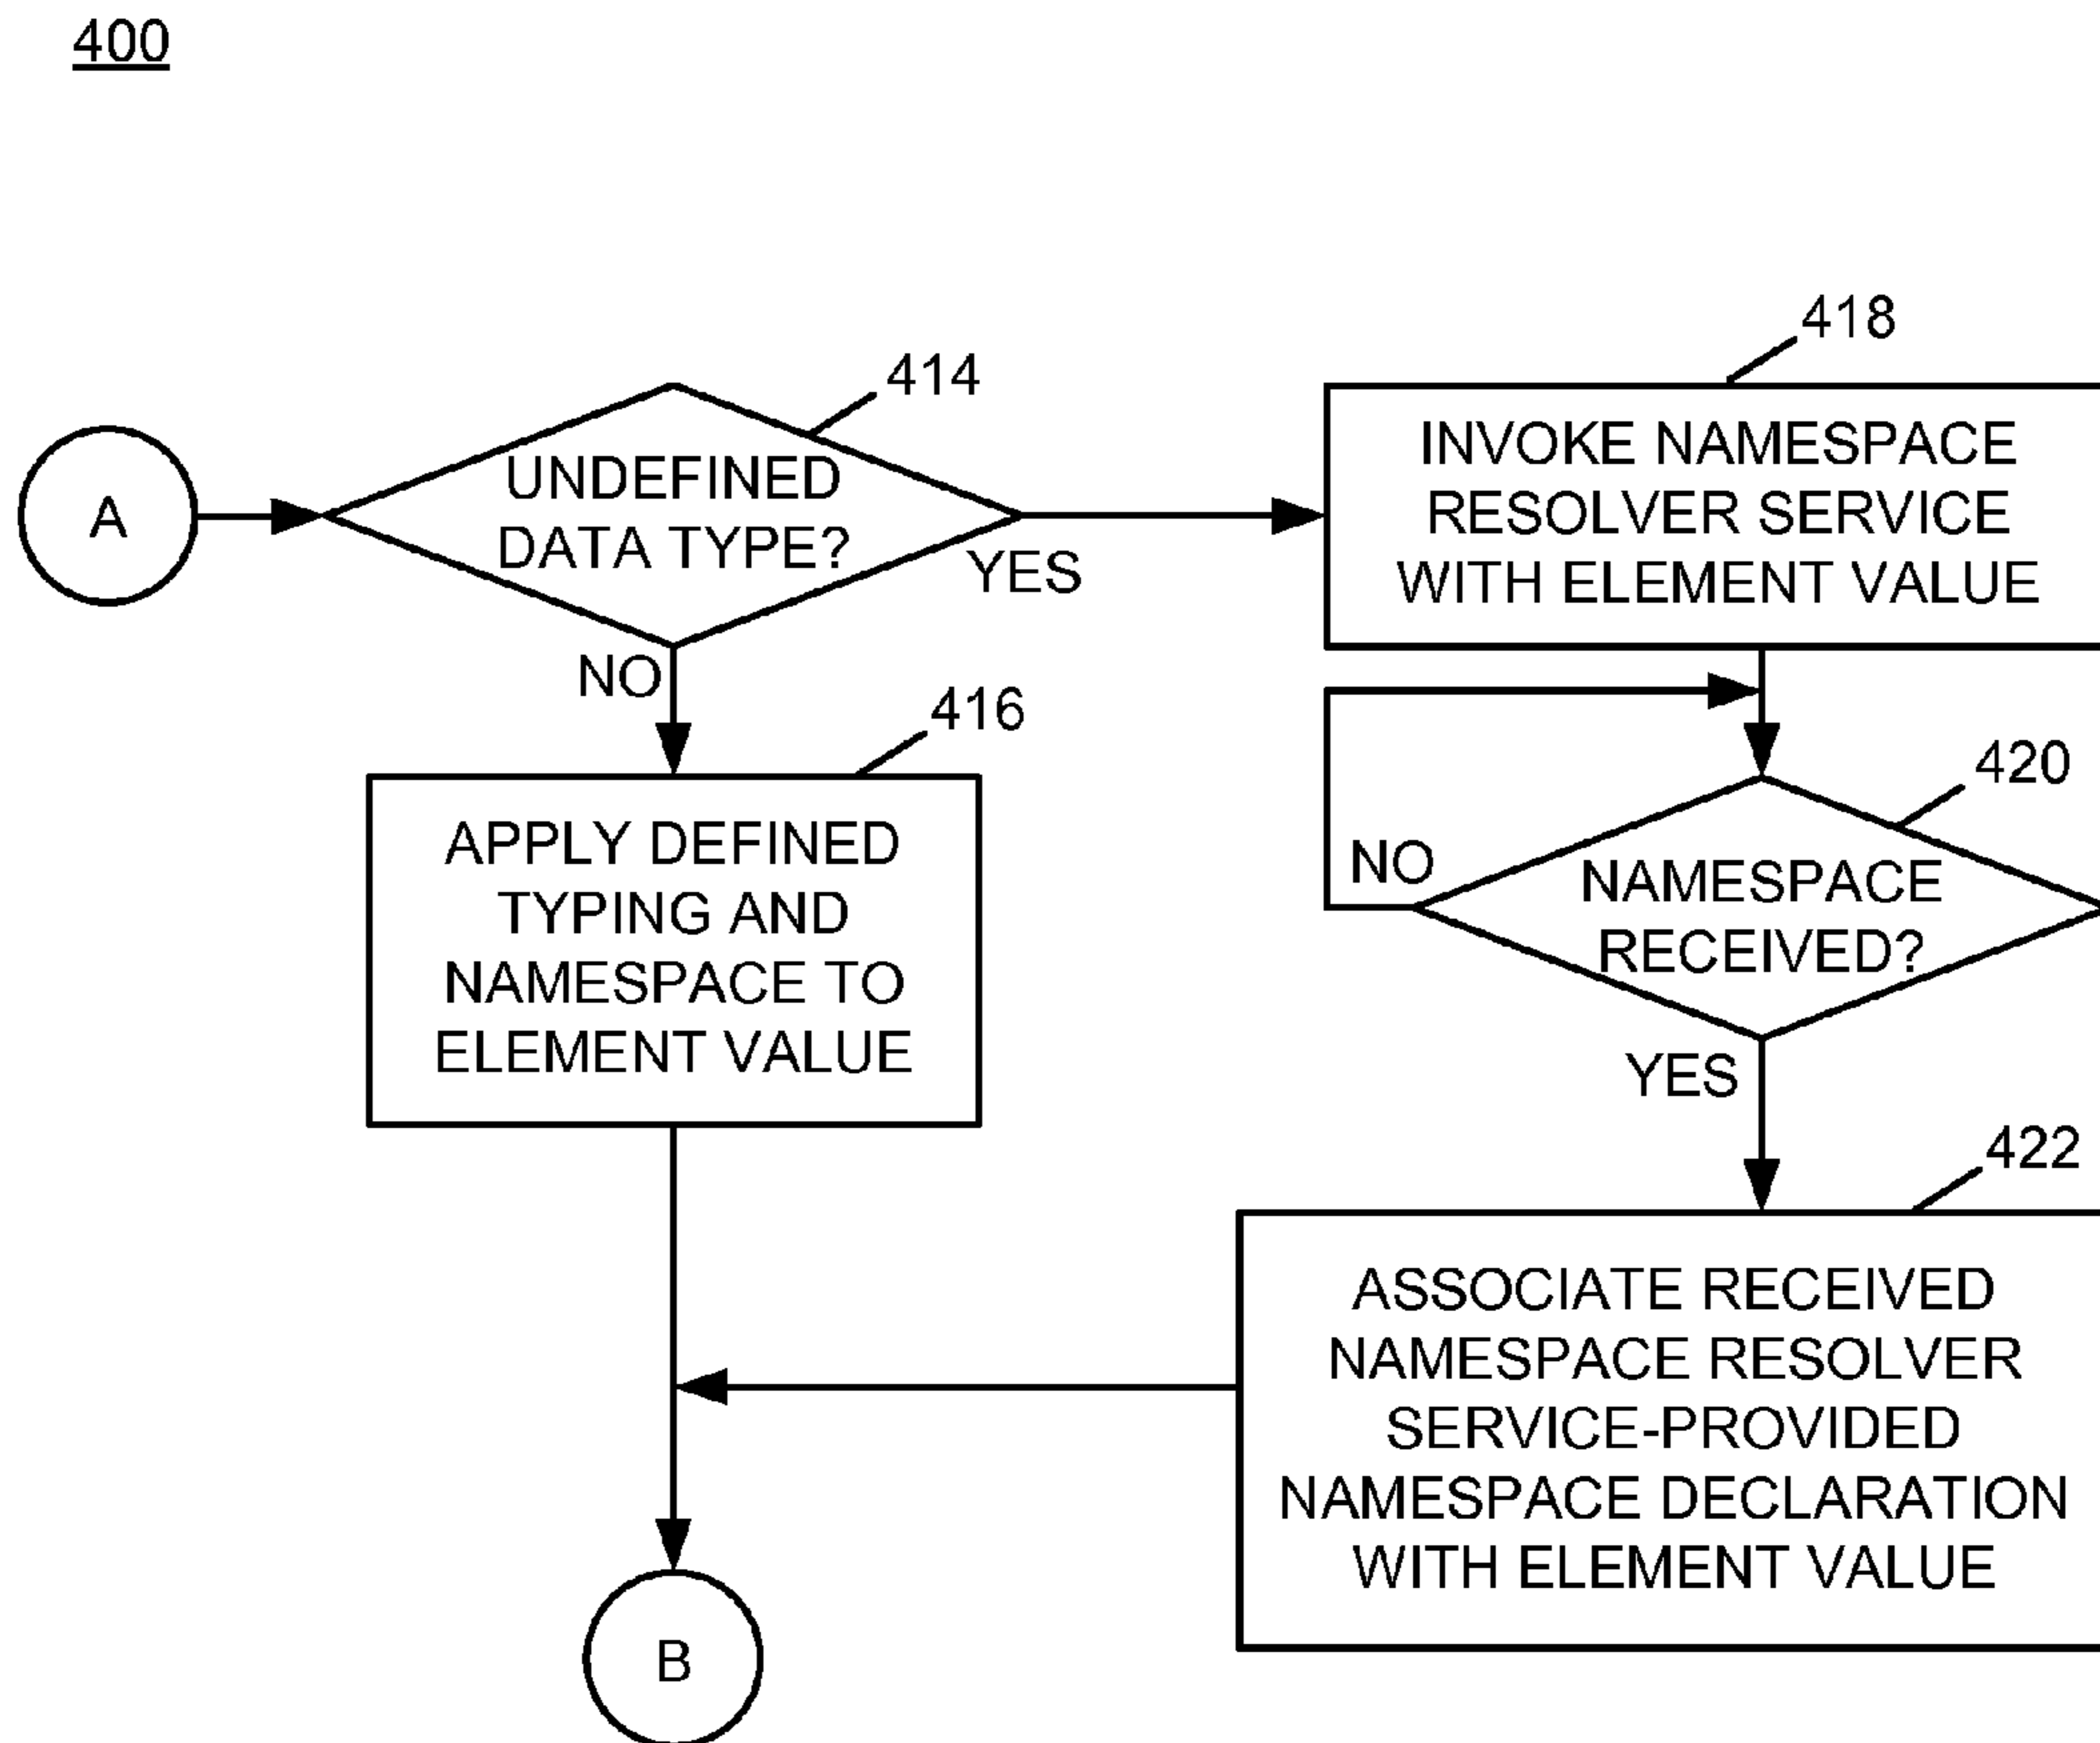 400
414
418
A
UNDEFINED
DATA TYPE?
YES
NO
INVOKE NAMESPACE
RESOLVER SERVICE
WITH ELEMENT VALUE
416
APPLY DEFINED
TYPING AND
NAMESPACE TO
ELEMENT VALUE
420
NAMESPACE
RECEIVED?
NO
YES
422
ASSOCIATE RECEIVED
NAMESPACE RESOLVER
SERVICE-PROVIDED
NAMESPACE DECLARATION
WITH ELEMENT VALUE
B